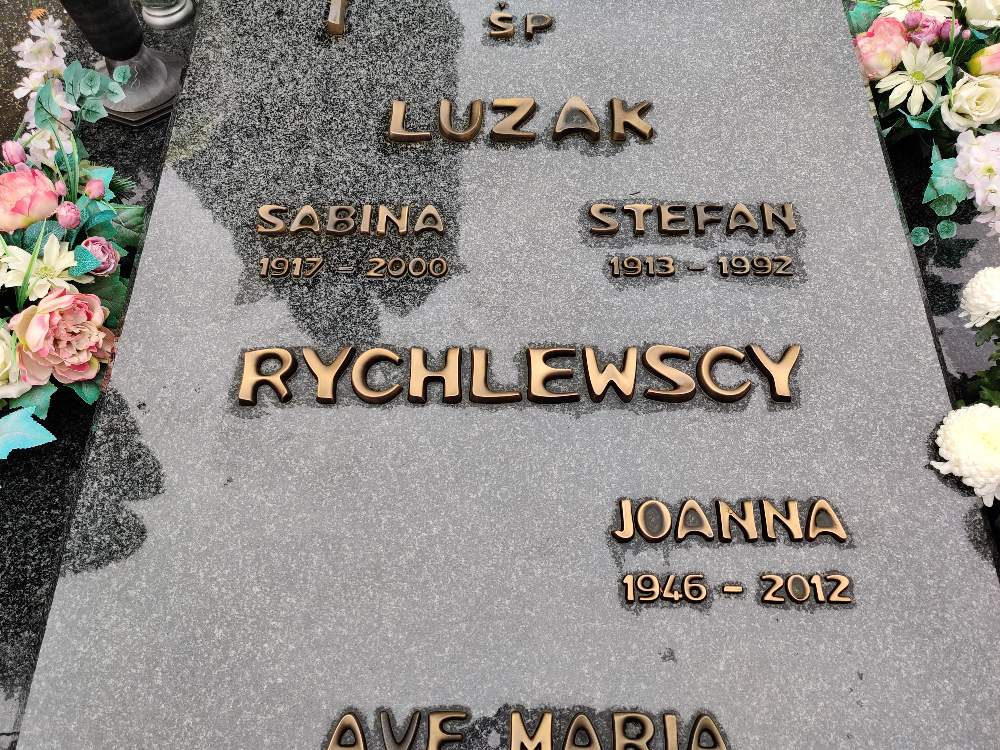 ŚP
LUZAK
SABINA STEFAN
1917 - 2000 1913 - 1992
RYCHLEWSCY
JOANNA
1946 - 2012
AVE MARIA